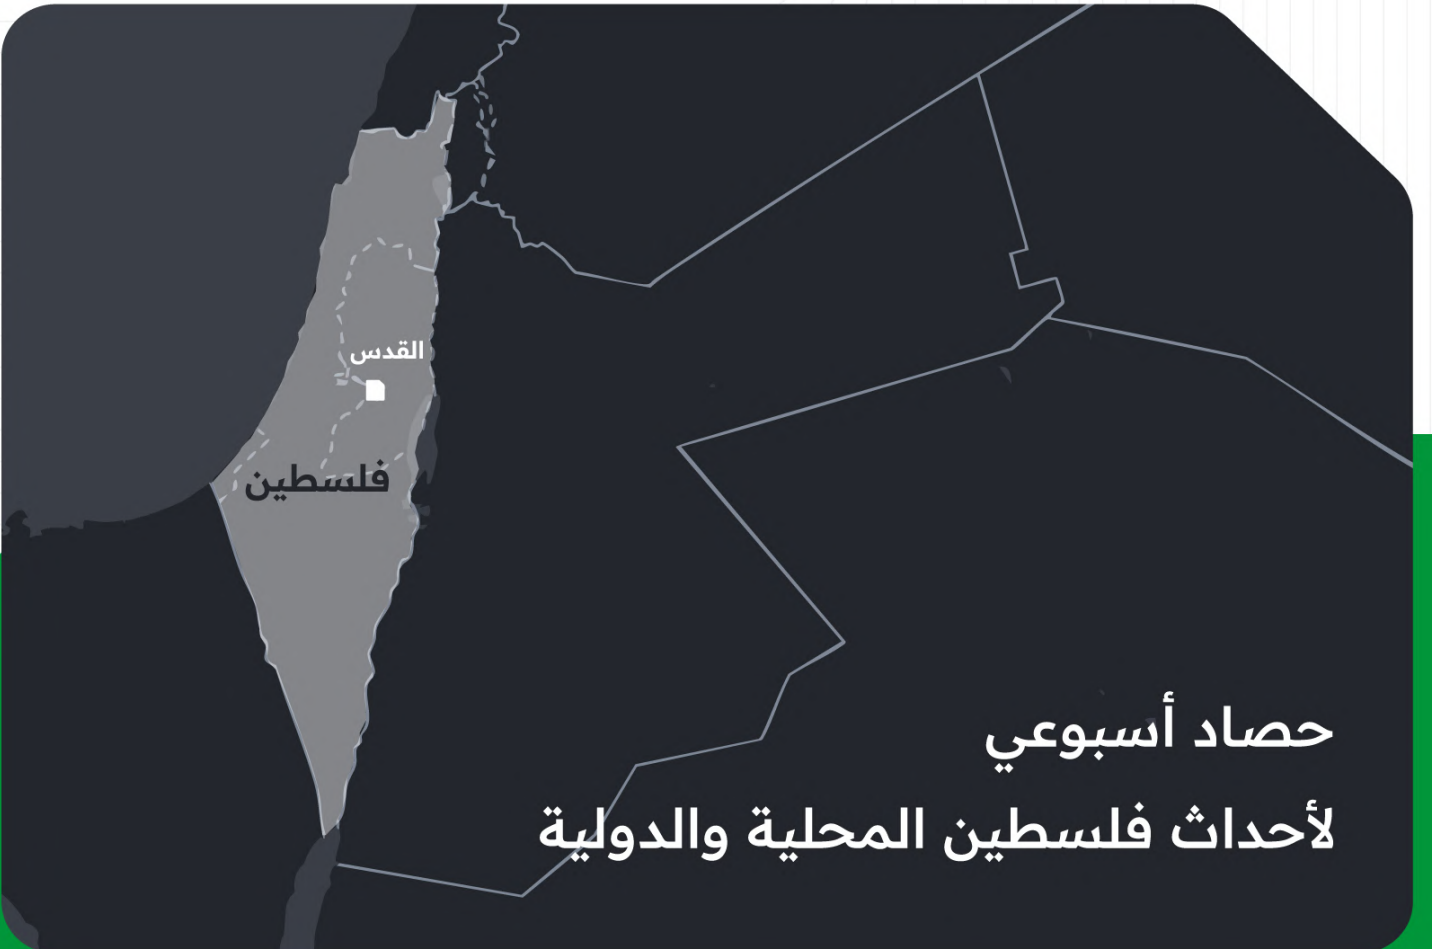 القدس
فلسطين
حصاد أسبوعي
لأحداث فلسطين المحلية والدولية